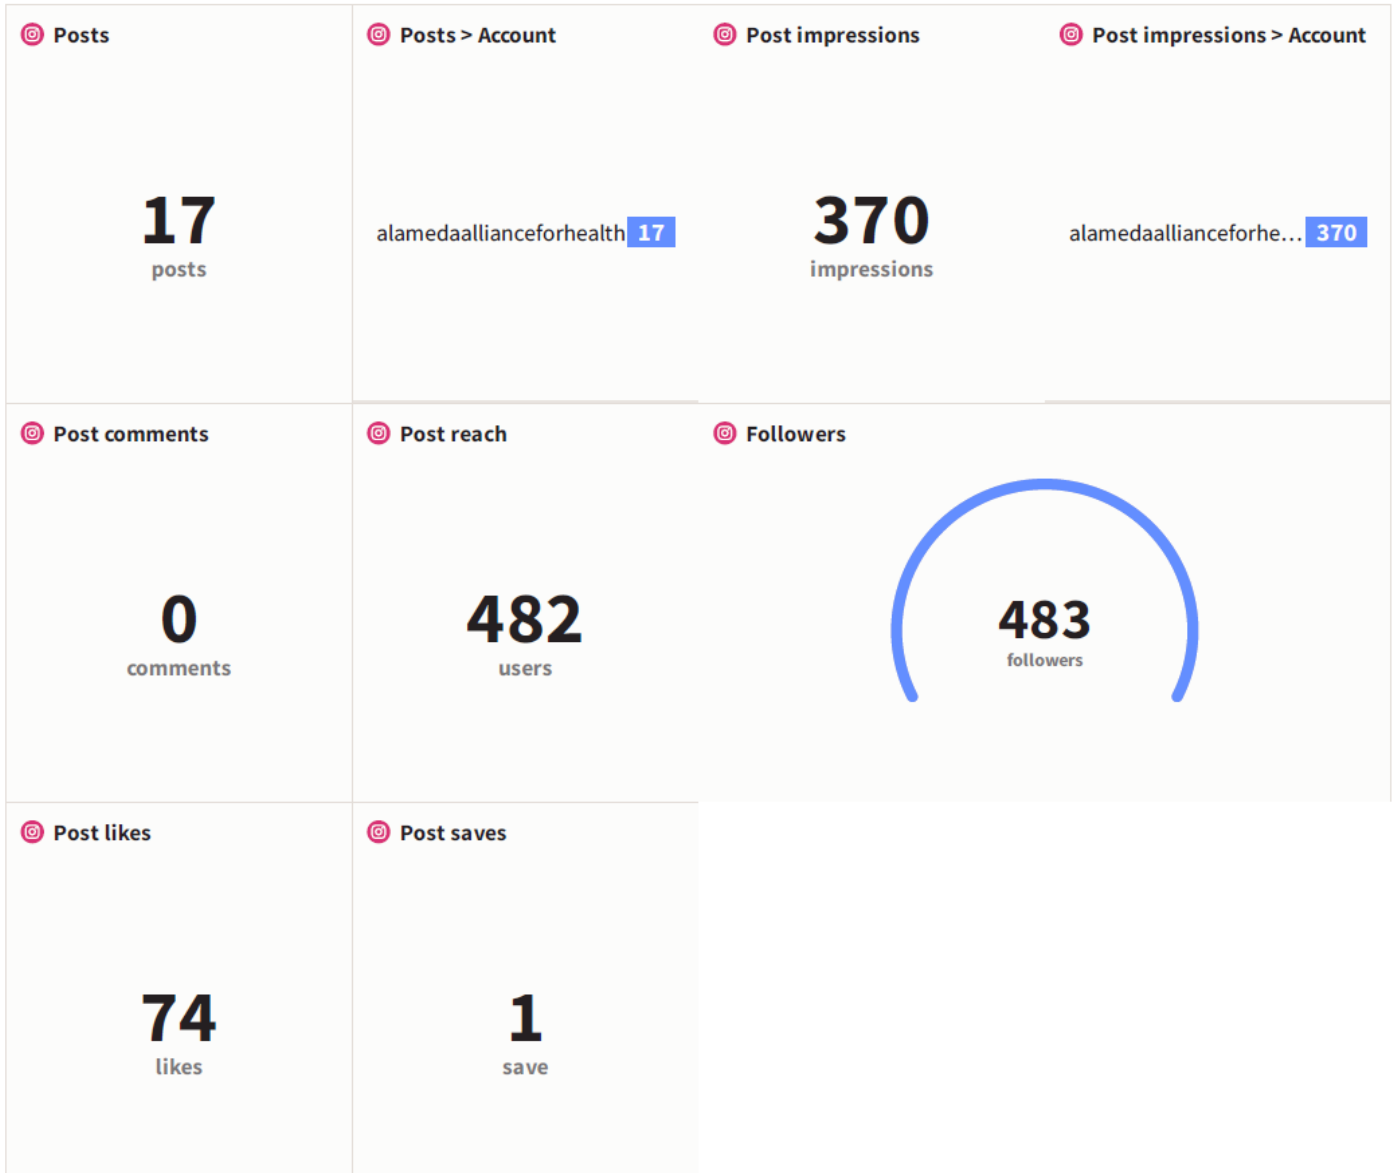 Posts
17
posts
Posts > Account
alamedaallianceforhealth 17
Post impressions
370
impressions
Post impressions > Account
alamedaallianceforhe... 370
Post comments
0
comments
Post reach
482
users
Followers
483
followers
Post likes
74
likes
Post saves
1
save